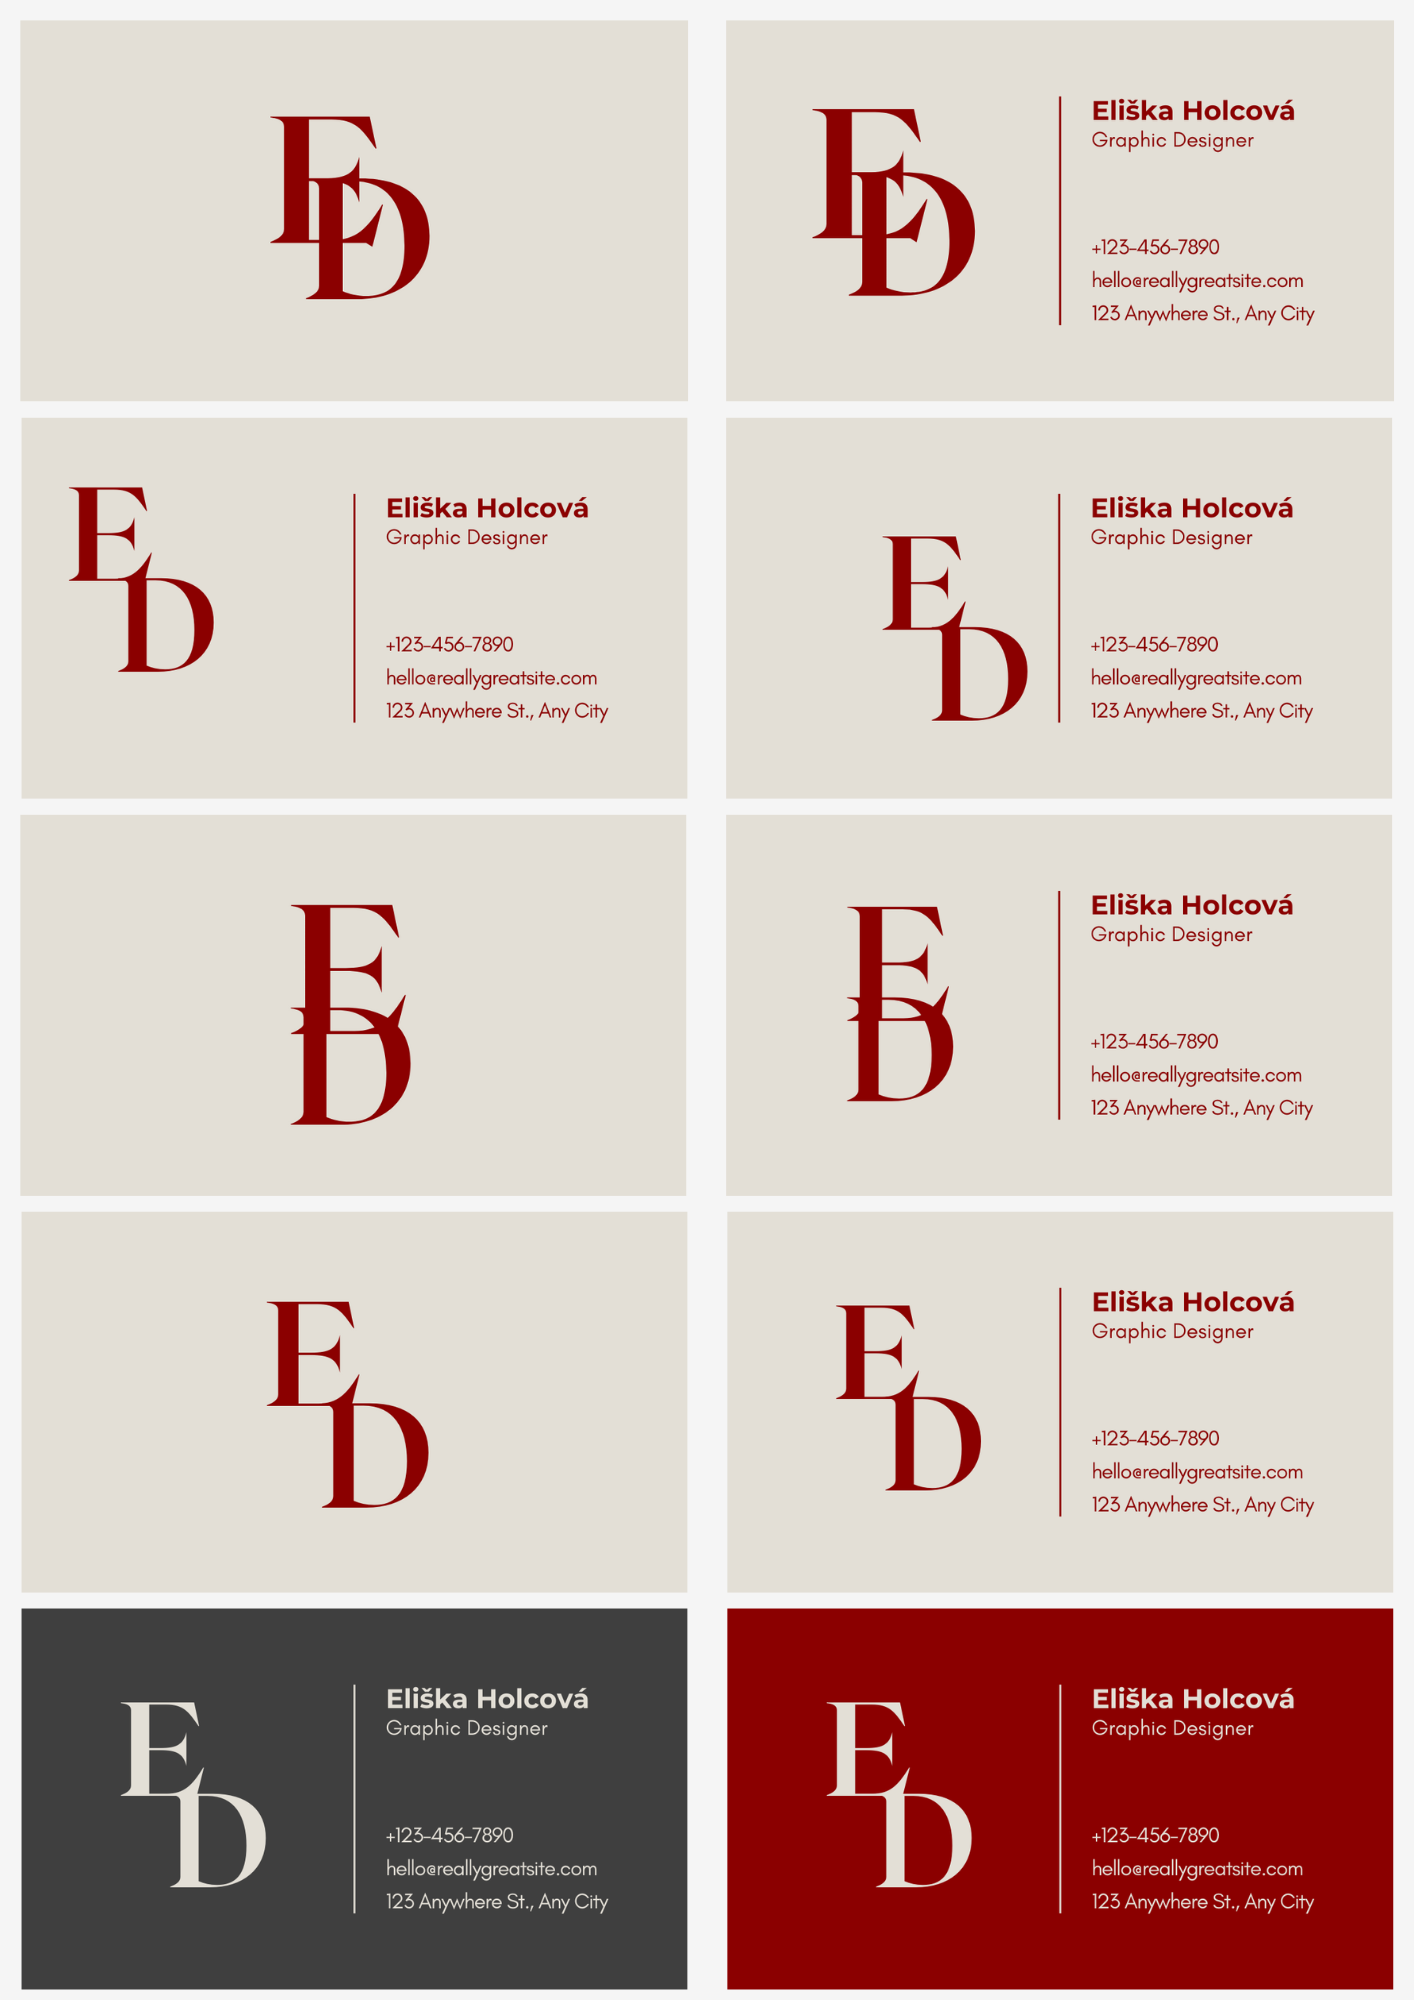 ED
ED
Eliška Holcová
Graphic Designer
+123-456-7890
hello@reallygreatsite.com
123 Anywhere St., Any City
ED
Eliška Holcová
Graphic Designer
+123-456-7890
hello@reallygreatsite.com
123 Anywhere St., Any City
ED
Eliška Holcová
Graphic Designer
+123-456-7890
hello@reallygreatsite.com
123 Anywhere St., Any City
ED
ED
Eliška Holcová
Graphic Designer
+123-456-7890
hello@reallygreatsite.com
123 Anywhere St., Any City
ED
ED
Eliška Holcová
Graphic Designer
+123-456-7890
hello@reallygreatsite.com
123 Anywhere St., Any City
ED
Eliška Holcová
Graphic Designer
+123-456-7890
hello@reallygreatsite.com
123 Anywhere St., Any City
ED
Eliška Holcová
Graphic Designer
+123-456-7890
hello@reallygreatsite.com
123 Anywhere St., Any City